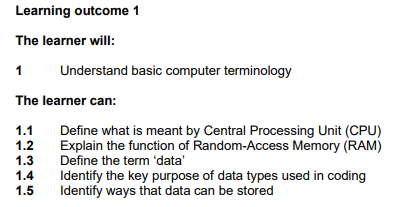 Learning outcome 1
The learner will:
1 Understand basic computer terminology
The learner can:
1.1 Define what is meant by Central Processing Unit (CPU)
1.2 Explain the function of Random-Access Memory (RAM)
1.3 Define the term ‘data’
1.4 Identify the key purpose of data types used in coding
1.5 Identify ways that data can be stored